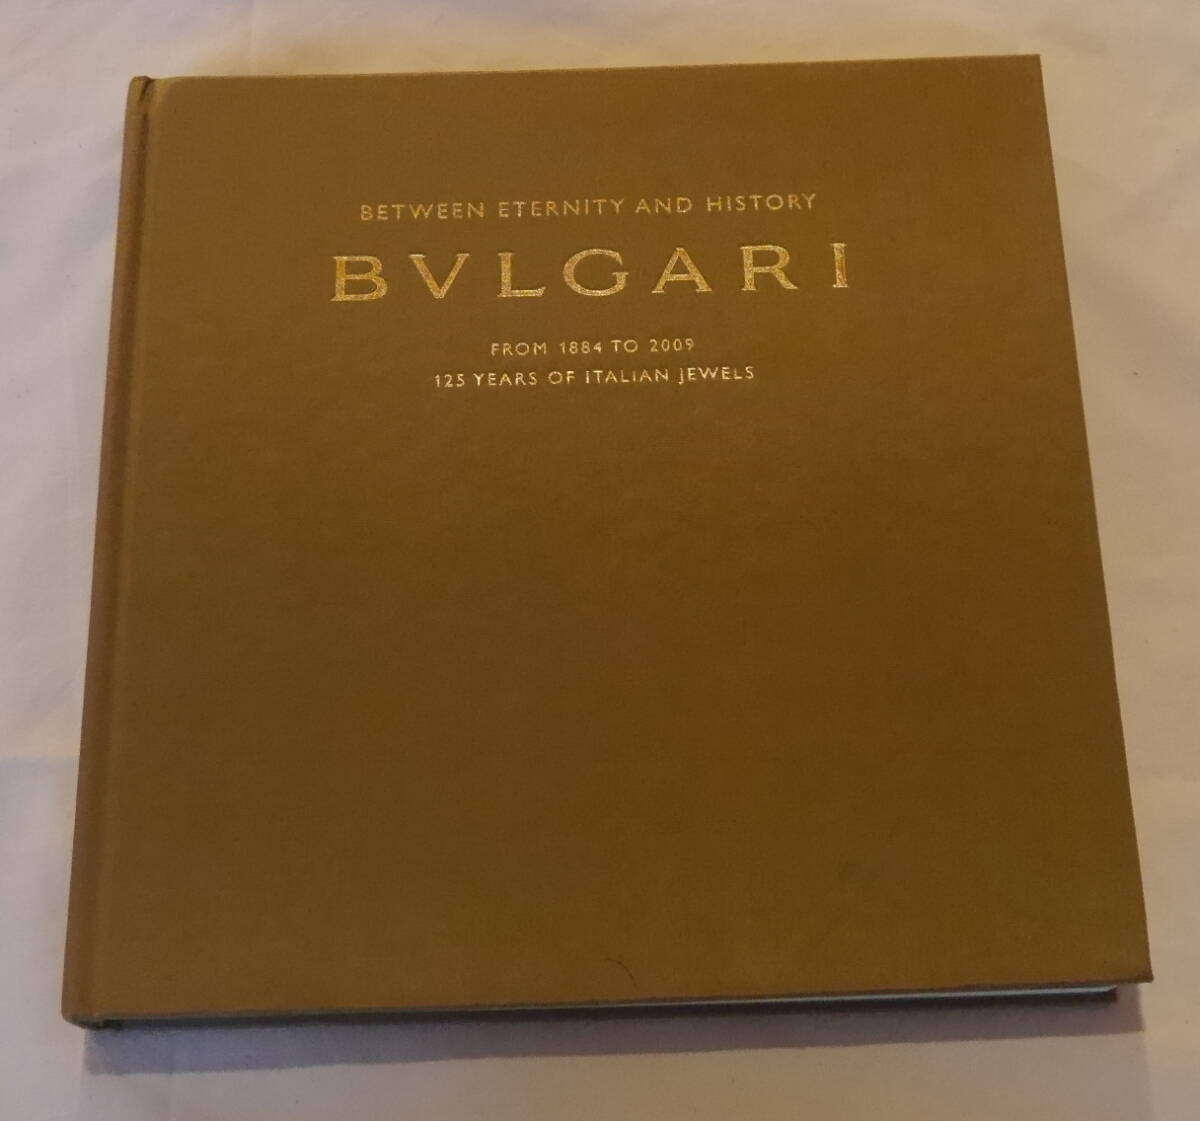 BETWEEN ETERNITY AND HISTORY
BVLGARI
FROM 1884 TO 2009
125 YEARS OF ITALIAN JEWELS